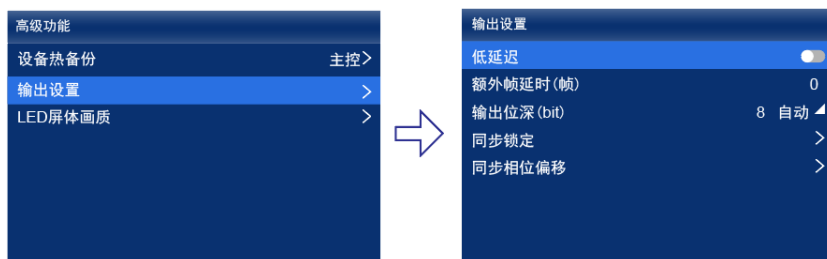 高级功能
设备热备份 主控>
输出设置 >
LED屏体画质 >
输出设置
低延迟
额外帧延时(帧) 0
输出位深(bit) 8 自动
同步锁定 >
同步相位偏移 >